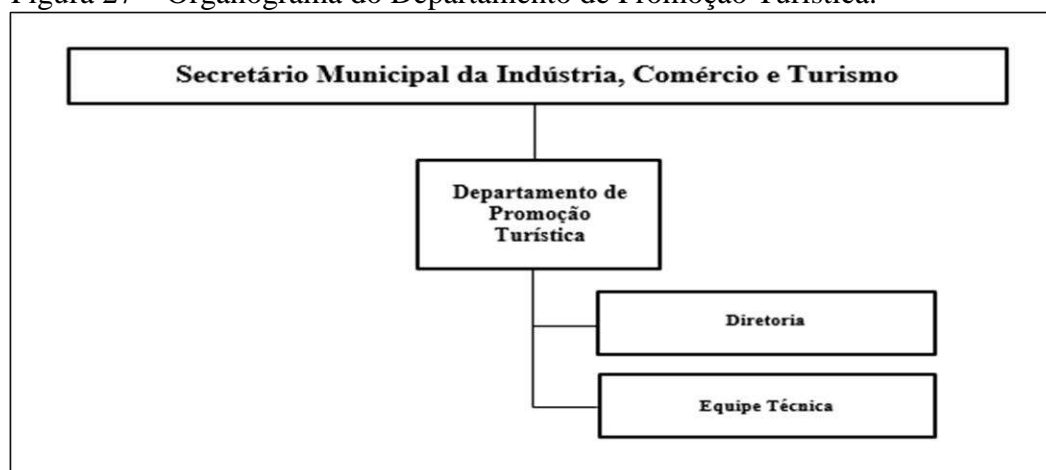 Figura 27 – Organograma do Departamento de Promoção Turística.
Secretário Municipal da Indústria, Comércio e Turismo
Departamento de
Promoção
Turística
Diretoria
Equipe Técnica